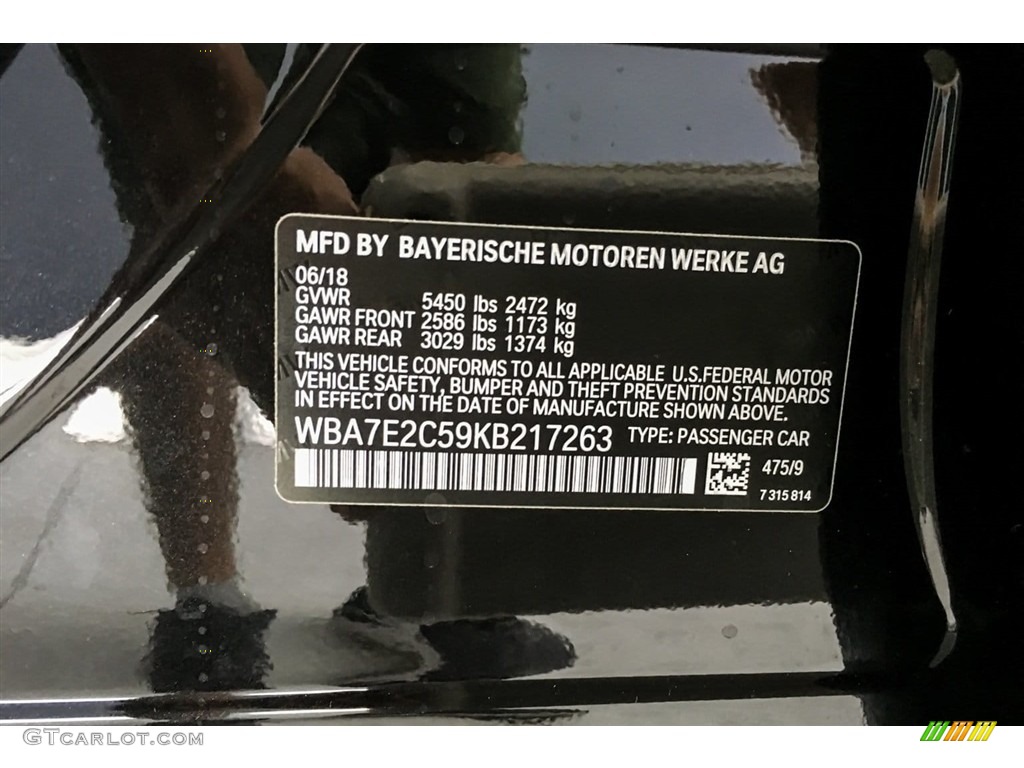 MFD BY BAYERISCHE MOTOREN WERKE AG
06/18
GVWR 5450 lbs 2472 kg
GAWR FRONT 2586 lbs 1173 kg
GAWR REAR 3029 lbs 1374 kg
THIS VEHICLE CONFORMS TO ALL APPLICABLE U.S.FEDERAL MOTOR
VEHICLE SAFETY, BUMPER AND THEFT PREVENTION STANDARDS
IN EFFECT ON THE DATE OF MANUFACTURE SHOWN ABOVE.
WBA7E2C59KB217263 TYPE: PASSENGER CAR
475/9
7 315 814
GTCARLOT.COM